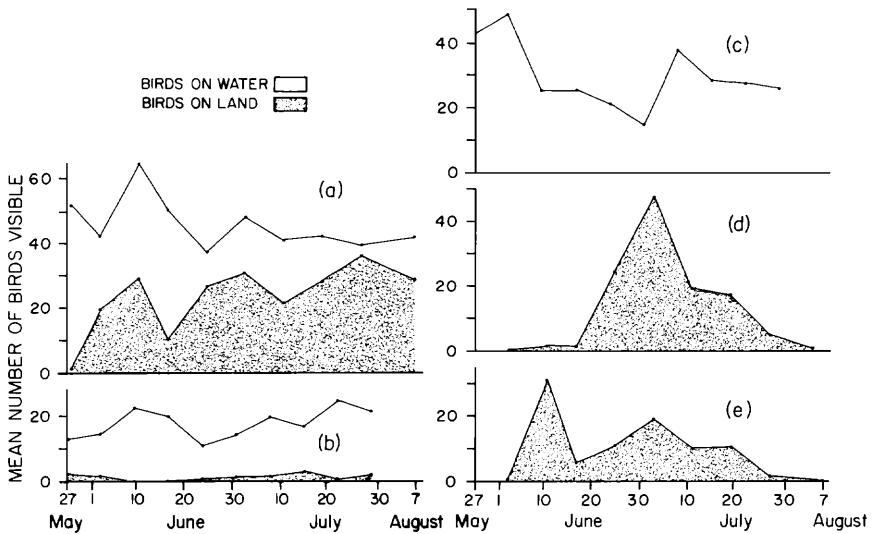 BIRDS ON WATER
BIRDS ON LAND
MEAN NUMBER OF BIRDS VISIBLE
60
40
20
0
(a)
20
0
(b)
27 1 10 20 30 10 20 30 7
May June July August
40
20
0
(c)
40
20
0
(d)
20
0
(e)
27 1 10 20 30 10 20 30 7
May June July August